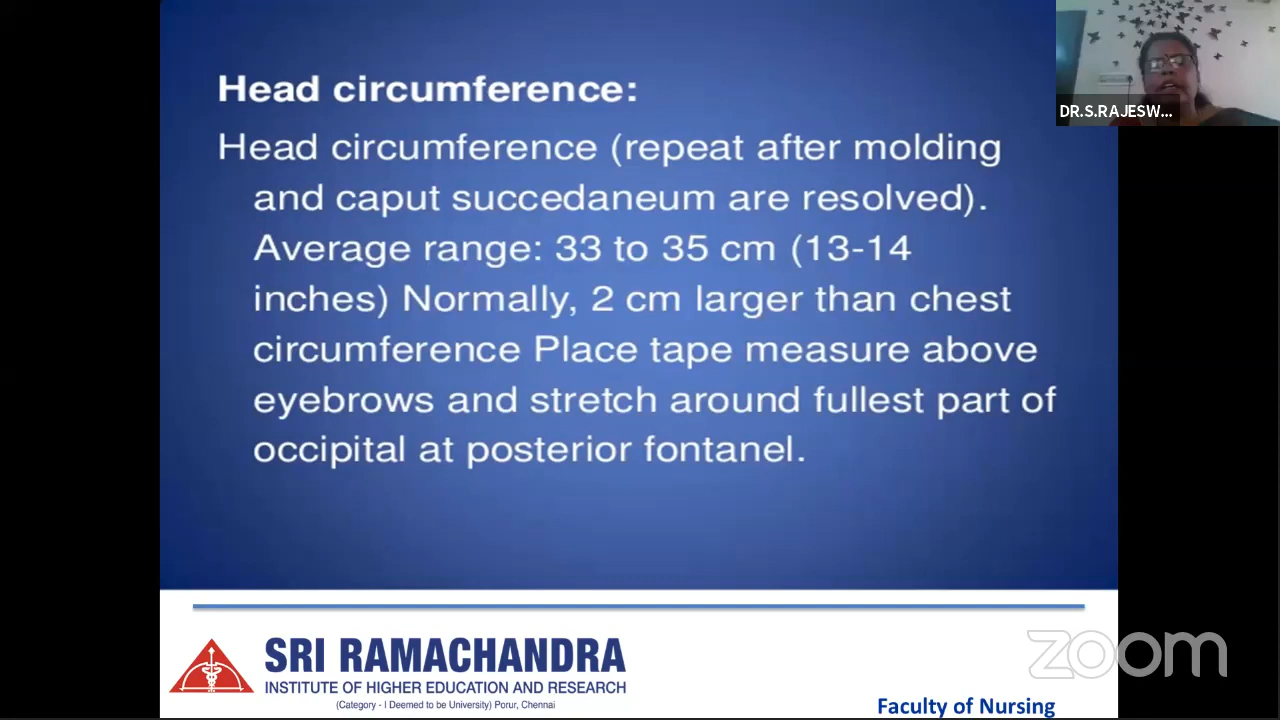 Head circumference:
Head circumference (repeat after molding
and caput succedaneum are resolved).
Average range: 33 to 35 cm (13-14
inches) Normally, 2 cm larger than chest
circumference Place tape measure above
eyebrows and stretch around fullest part of
occipital at posterior fontanel.
DR.S.RAJESW...
SRI RAMACHANDRA
INSTITUTE OF HIGHER EDUCATION AND RESEARCH
(Category - I Deemed to be University) Porur, Chennai
zoom
Faculty of Nursing